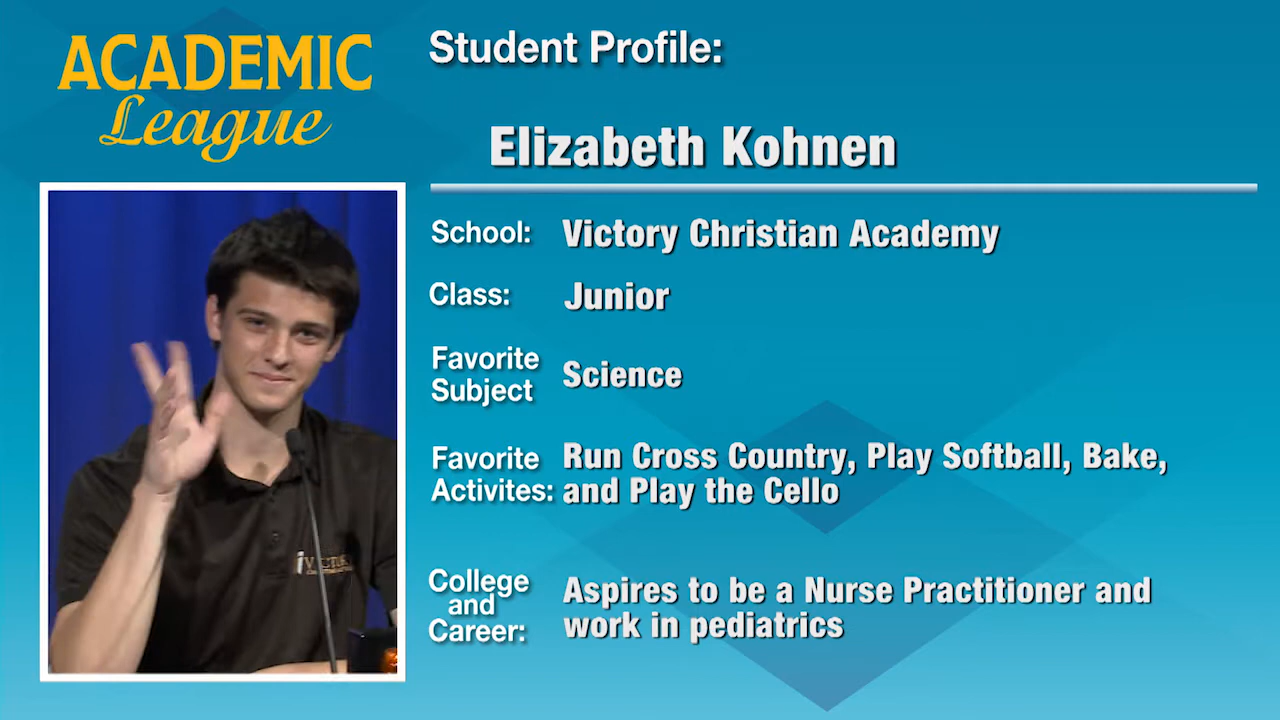 ACADEMIC
League
Student Profile:
Elizabeth Kohnen
School: Victory Christian Academy
Class: Junior
Favorite
Subject
Science
Favorite
Activites:
Run Cross Country, Play Softball, Bake,
and Play the Cello
College
and
Career:
Aspires to be a Nurse Practitioner and
work in pediatrics